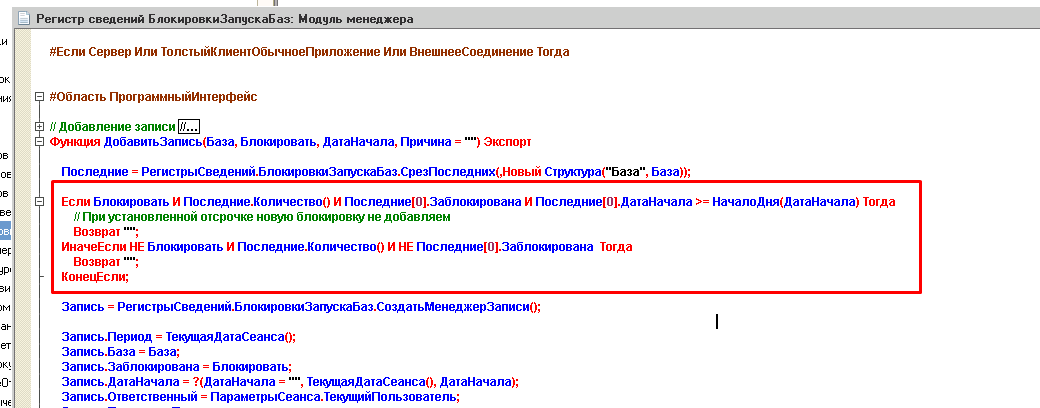 Регистр сведений БлокировкиЗапускаБаз: Модуль менеджера
#Если Сервер Или ТолстыйКлиентОбычноеПриложение Или ВнешнееСоединение Тогда
#Область ПрограммныйИнтерфейс
// Добавление записи //...
Функция ДобавитьЗапись(База, Блокировать, ДатаНачала, Причина = "") Экспорт
Последние = РегистрыСведений.БлокировкиЗапускаБаз.СрезПоследних(,Новый Структура("База", База));
Если Блокировать И Последние.Количество() И Последние[0].Заблокирована И Последние[0].ДатаНачала >= НачалоДня(ДатаНачала) Тогда
// При установленной отсрочке новую блокировку не добавляем
Возврат "";
ИначеЕсли НЕ Блокировать И Последние.Количество() И НЕ Последние[0].Заблокирована Тогда
Возврат "";
КонецЕсли;
Запись = РегистрыСведений.БлокировкиЗапускаБаз.СоздатьМенеджерЗаписи();
Запись.Период = ТекущаяДатаСеанса();
Запись.База = База;
Запись.Заблокирована = Блокировать;
Запись.ДатаНачала = ?(ДатаНачала = "", ТекущаяДатаСеанса(), ДатаНачала);
Запись.Ответственный = ПараметрыСеанса.ТекущийПользователь;